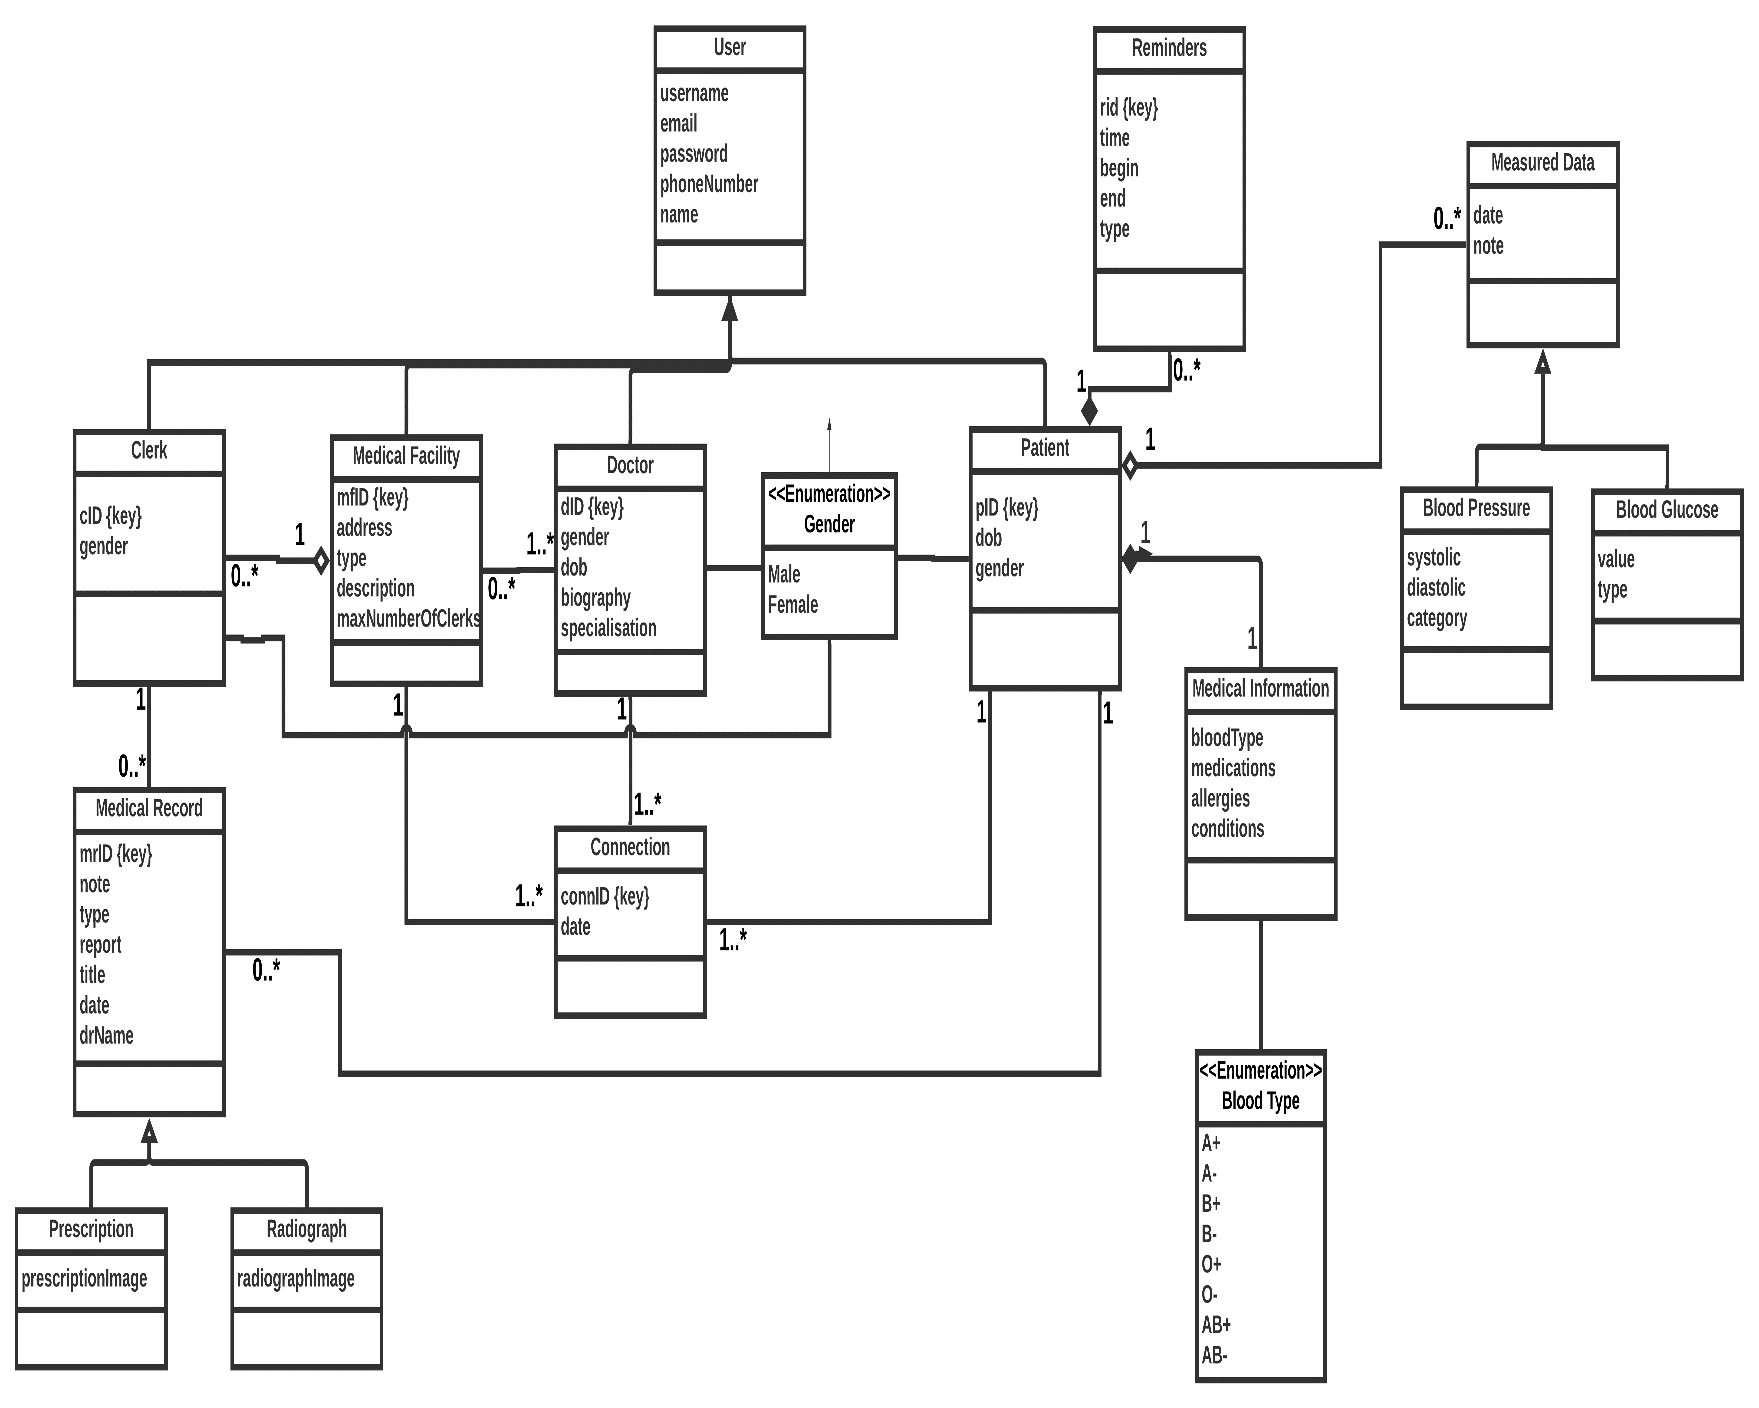 User
username
email
password
phoneNumber
name
Reminders
rid {key}
time
begin
end
type
Measured Data
date
note
0..*
1
0..*
1
1
1
Clerk
cID {key}
gender
1
0..*
Medical Facility
mfID {key}
address
type
description
maxNumberOfClerks
1..*
0..*
Doctor
dID {key}
gender
dob
biography
specialisation
<<Enumeration>>
Gender
Male
Female
Patient
pID {key}
dob
gender
Blood Pressure
systolic
diastolic
category
Blood Glucose
value
type
1
1
1
1
1
1
0..*
Medical Information
bloodType
medications
allergies
conditions
Medical Record
mrID {key}
note
type
report
title
date
drName
1..*
1..*
1..*
0..*
Connection
connID {key}
date
<<Enumeration>>
Blood Type
A+
A-
B+
B-
O+
O-
AB+
AB-
Prescription
prescriptionImage
Radiograph
radiographImage